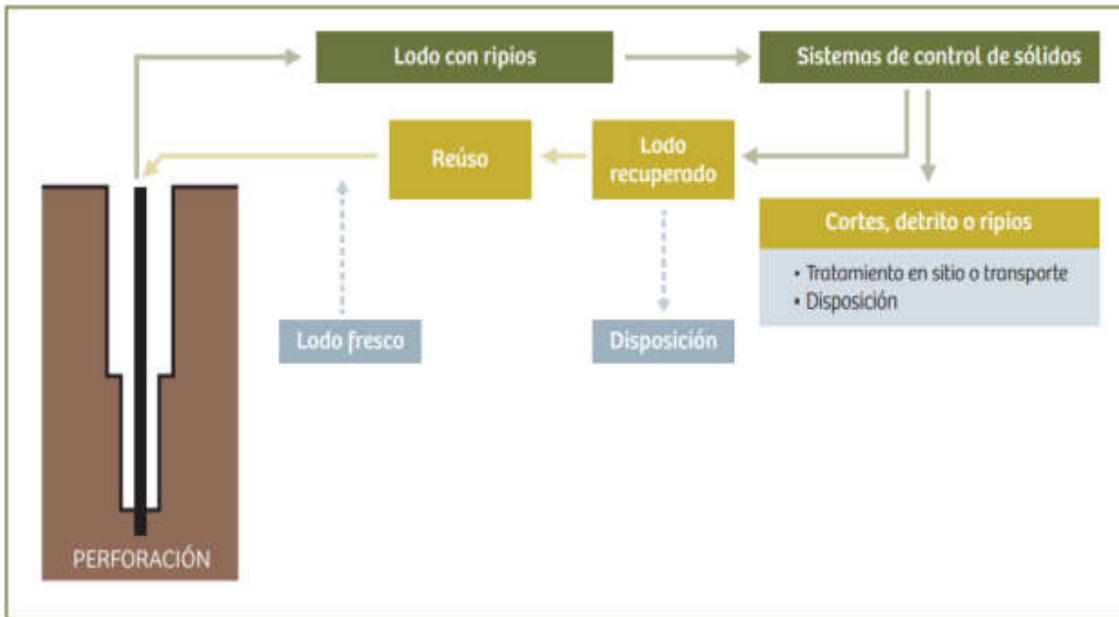 Lodo con ripios
Sistemas de control de sólidos
Reúso
Lodo
recuperado
Cortes, detrito o ripios
• Tratamiento en sitio o transporte
• Disposición
Lodo fresco
Disposición
PERFORACIÓN